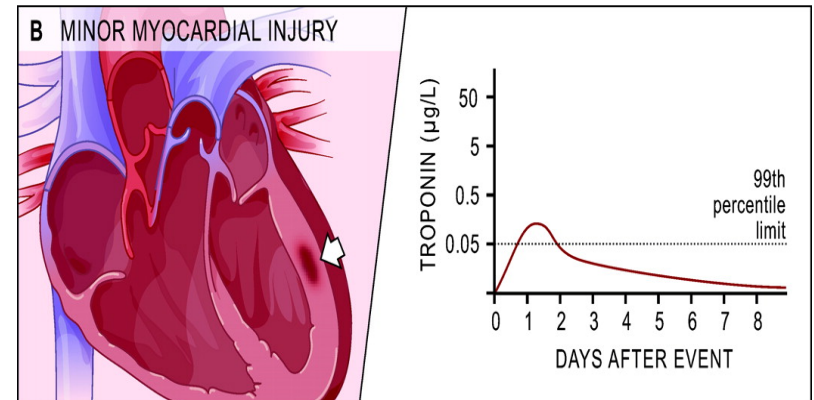 B MINOR MYOCARDIAL INJURY
TROPONIN (µg/L)
50
5
0.5
0.05
99th
percentile
limit
0 1 2 3 4 5 6 7 8
DAYS AFTER EVENT